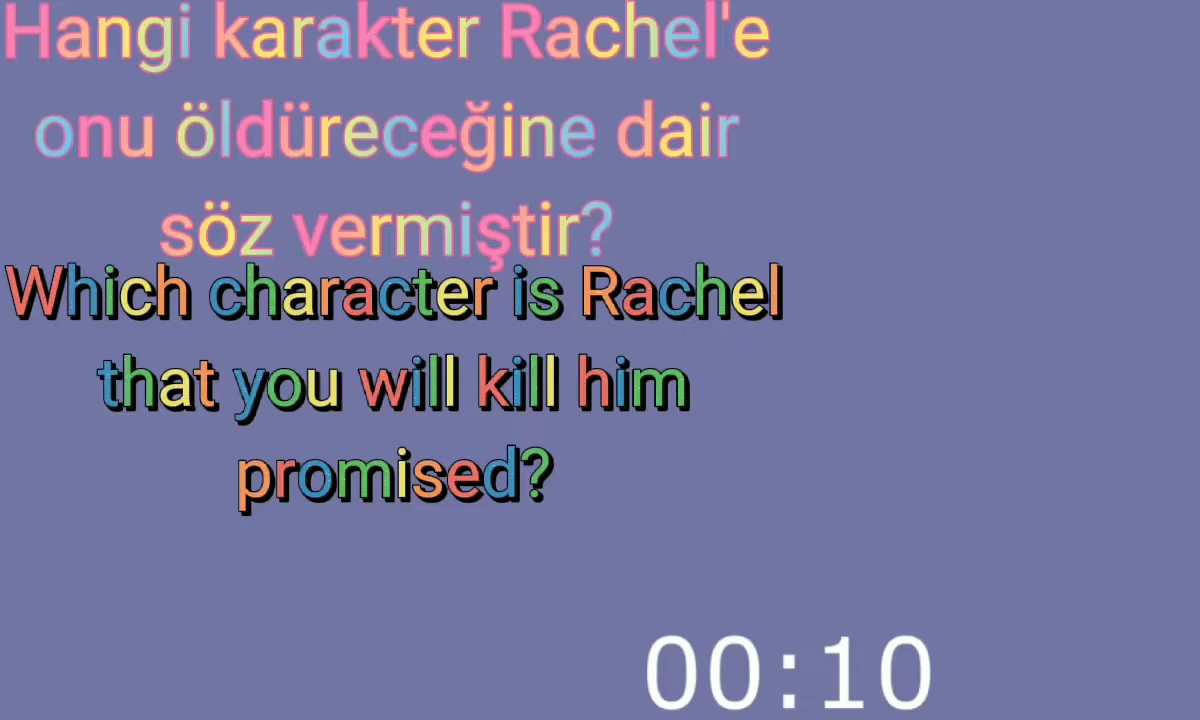 Hangi karakter Rachel'e
onu öldüreceğine dair
söz vermiştir?
Which character is Rachel
that you will kill him
promised?
00:10